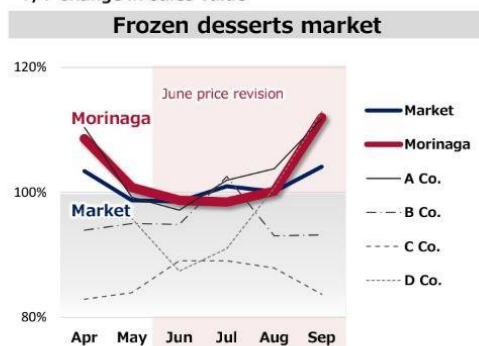 Frozen desserts market
120%
June price revision
Morinaga
Market
Morinaga
A Co.
100%
Market
B Co.
C Co.
D Co.
80%
Apr May Jun Jul Aug Sep